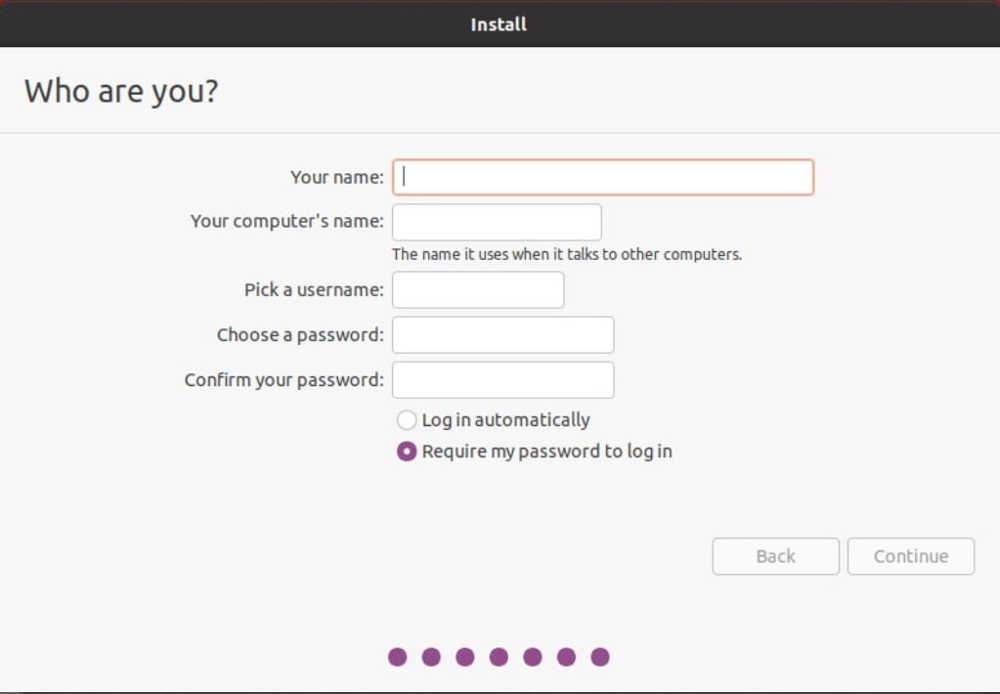 Install
Who are you?
Your name:
Your computer's name:
The name it uses when it talks to other computers.
Pick a username:
Choose a password:
Confirm your password:
Log in automatically
Require my password to log in
Back Continue